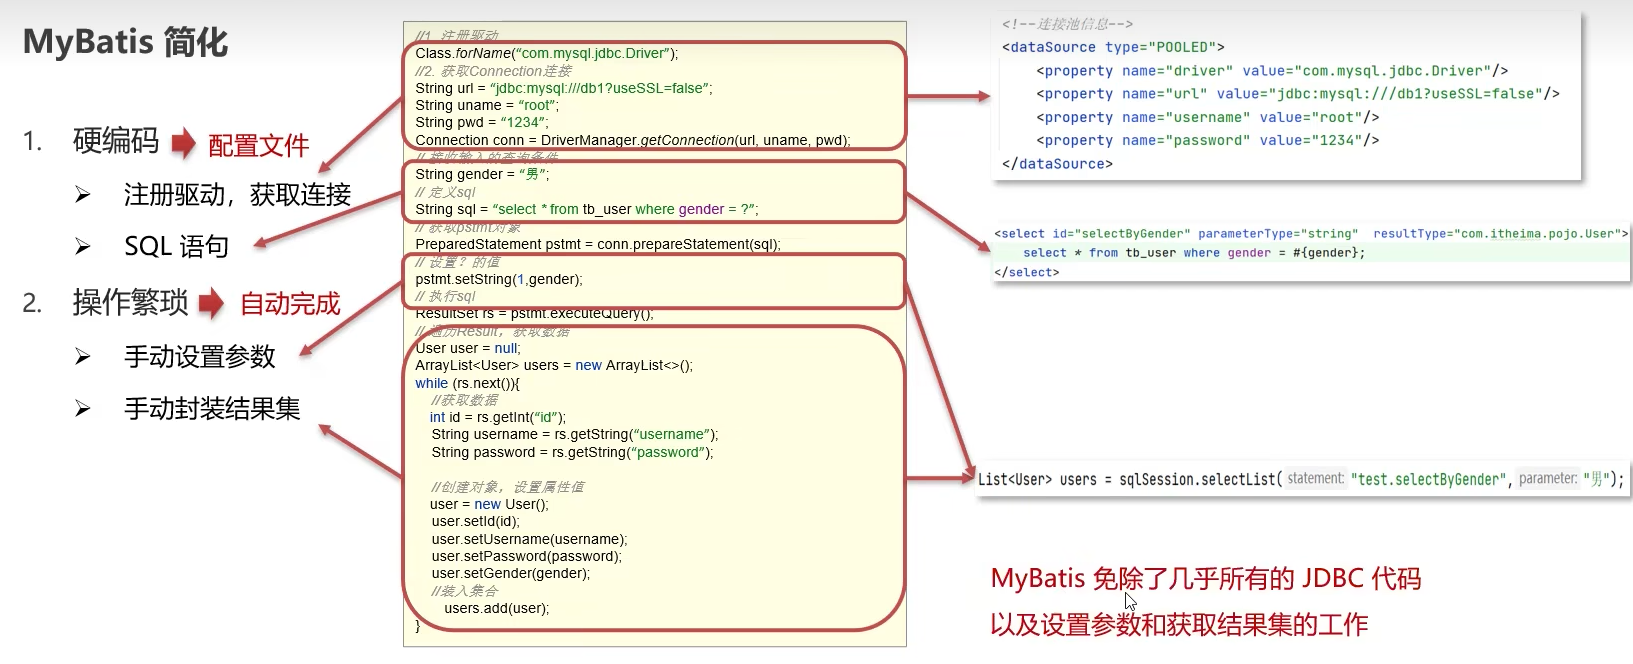 MyBatis 简化
1. 硬编码 配置文件
➢ 注册驱动，获取连接
➢ SQL 语句
2. 操作繁琐 自动完成
➢ 手动设置参数
➢ 手动封装结果集
//1. 注册驱动
Class.forName(“com.mysql.jdbc.Driver”);
//2. 获取Connection连接
String url = “jdbc:mysql:///db1?useSSL=false”;
String uname = “root”;
String pwd = “1234”;
Connection conn = DriverManager.getConnection(url, uname, pwd);
// 接收输入的查询条件
String gender = “男”;
// 定义sql
String sql = “select * from tb_user where gender = ?”;
// 获取pstmt对象
PreparedStatement pstmt = conn.prepareStatement(sql);
// 设置？的值
pstmt.setString(1,gender);
// 执行sql
ResultSet rs = pstmt.executeQuery();
// 遍历Result，获取数据
User user = null;
ArrayList<User> users = new ArrayList<>();
while (rs.next()){
//获取数据
int id = rs.getInt(“id”);
String username = rs.getString(“username”);
String password = rs.getString(“password”);
//创建对象，设置属性值
user = new User();
user.setId(id);
user.setUsername(username);
user.setPassword(password);
user.setGender(gender);
//装入集合
users.add(user);
}
<!--连接池信息-->
<dataSource type="POOLED">
<property name="driver" value="com.mysql.jdbc.Driver"/>
<property name="url" value="jdbc:mysql:///db1?useSSL=false"/>
<property name="username" value="root"/>
<property name="password" value="1234"/>
</dataSource>
<select id="selectByGender" parameterType="string" resultType="com.itheima.pojo.User">
select * from tb_user where gender = #{gender};
</select>
List<User> users = sqlSession.selectList( statement: "test.selectByGender", parameter: "男");
MyBatis 免除了几乎所有的 JDBC 代码
以及设置参数和获取结果集的工作